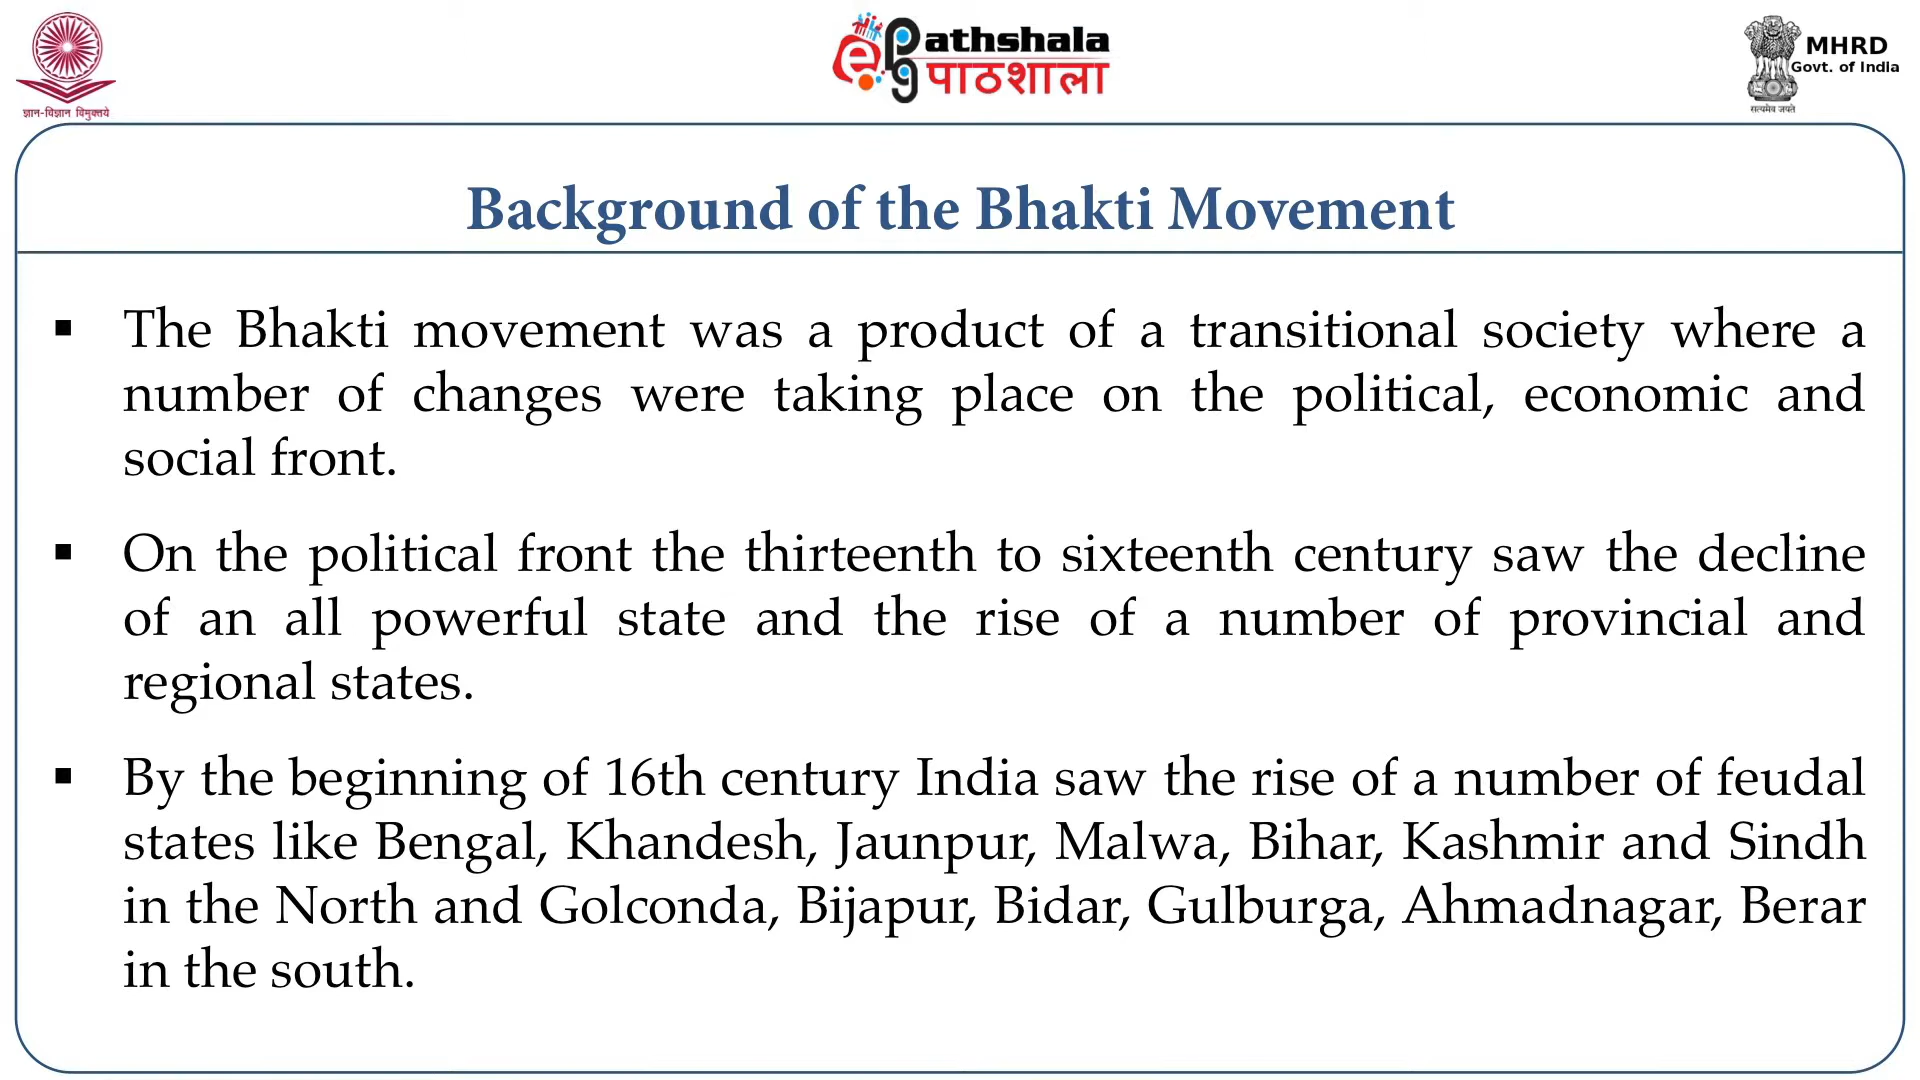 ज्ञान-विज्ञान विमुक्तये
ePG
athshala
पाठशाला
MHRD
Govt. of India
सत्यमेव जयते
Background of the Bhakti Movement
▪ The Bhakti movement was a product of a transitional society where a
number of changes were taking place on the political, economic and
social front.
▪ On the political front the thirteenth to sixteenth century saw the decline
of an all powerful state and the rise of a number of provincial and
regional states.
▪ By the beginning of 16th century India saw the rise of a number of feudal
states like Bengal, Khandesh, Jaunpur, Malwa, Bihar, Kashmir and Sindh
in the North and Golconda, Bijapur, Bidar, Gulburga, Ahmadnagar, Berar
in the south.